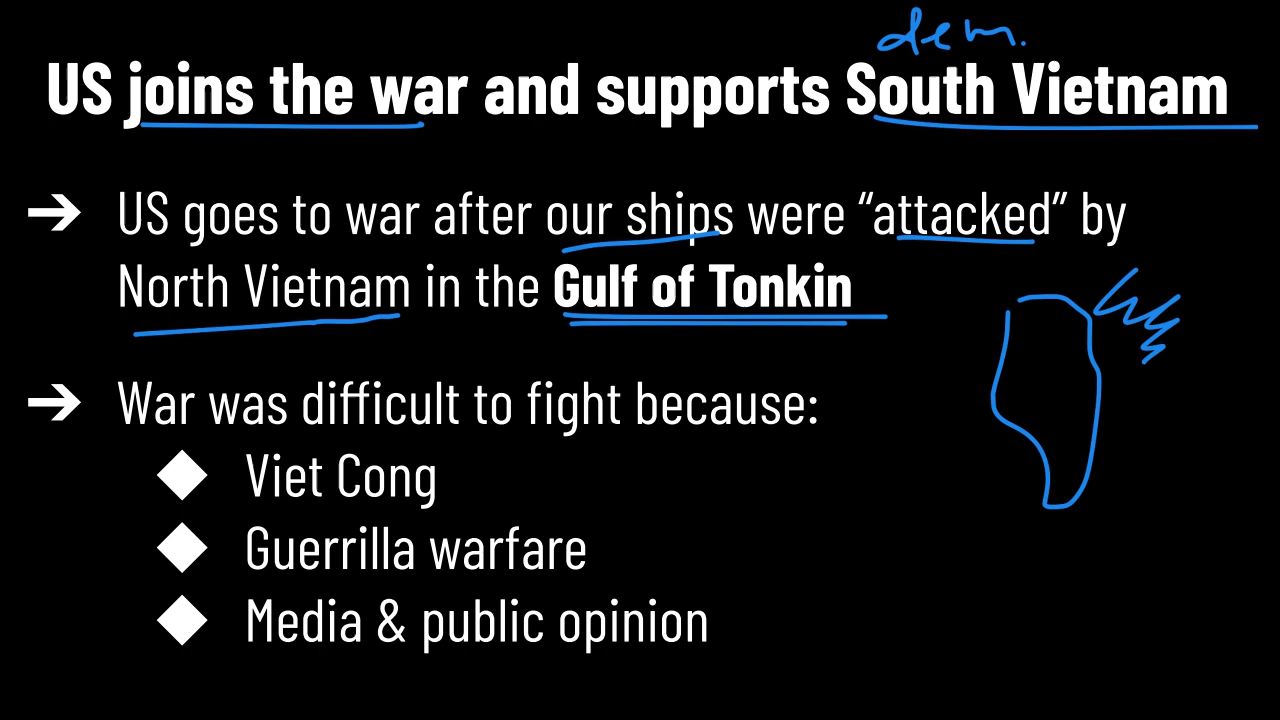 dem.
US joins the war and supports South Vietnam
➔ US goes to war after our ships were “attacked” by
North Vietnam in the Gulf of Tonkin
➔ War was difficult to fight because:
◆ Viet Cong
◆ Guerrilla warfare
◆ Media & public opinion